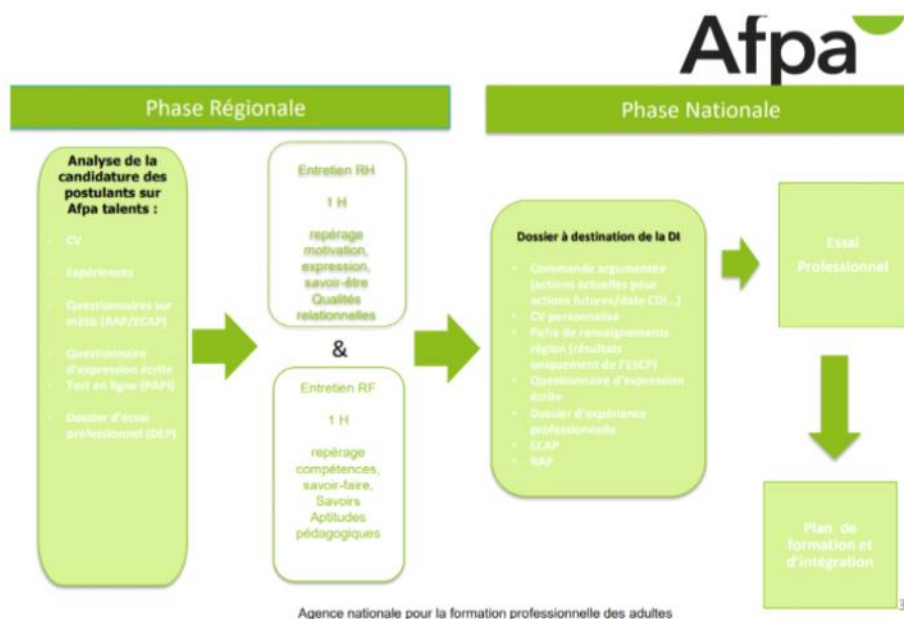 Afpa
Phase Régionale
Phase Nationale
Analyse de la
candidature des
postulants sur
Afpa talents :
- CV
- Expériences
- Questionnaires sur
métis (RAP/ECAP)
- Questionnaire
d'expression écrite
- Test en ligne (PAPI)
- Dossier d'essai
professionnel (DEP)
Entretien RH
1 H
repérage
motivation,
expression,
savoir-être
Qualités
relationnelles
&
Entretien RF
1 H
repérage
compétences,
savoir-faire,
Savoirs
Aptitudes
pédagogiques
Dossier à destination de la DI
• Commande argumentée
(actions actuelles pour
actions futures/date CDI...)
• CV personnalisé
• Fiche de renseignements
région (résultats
uniquement de l'ESCP)
• Questionnaire d'expression
écrite
• Dossier d'expérience
professionnelle
• ECAP
• RAP
Essai
Professionnel
Plan de
formation et
d'intégration
Agence nationale pour la formation professionnelle des adultes
3